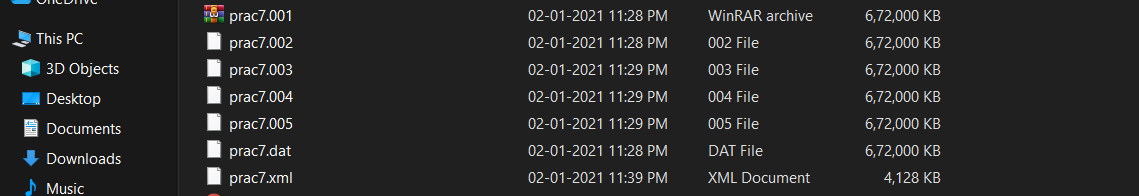 OneDrive
This PC
3D Objects
Desktop
Documents
Downloads
Music
prac7.001 02-01-2021 11:28 PM WinRAR archive 6,72,000 KB
prac7.002 02-01-2021 11:28 PM 002 File 6,72,000 KB
prac7.003 02-01-2021 11:29 PM 003 File 6,72,000 KB
prac7.004 02-01-2021 11:29 PM 004 File 6,72,000 KB
prac7.005 02-01-2021 11:29 PM 005 File 6,72,000 KB
prac7.dat 02-01-2021 11:28 PM DAT File 6,72,000 KB
prac7.xml 02-01-2021 11:39 PM XML Document 4,128 KB